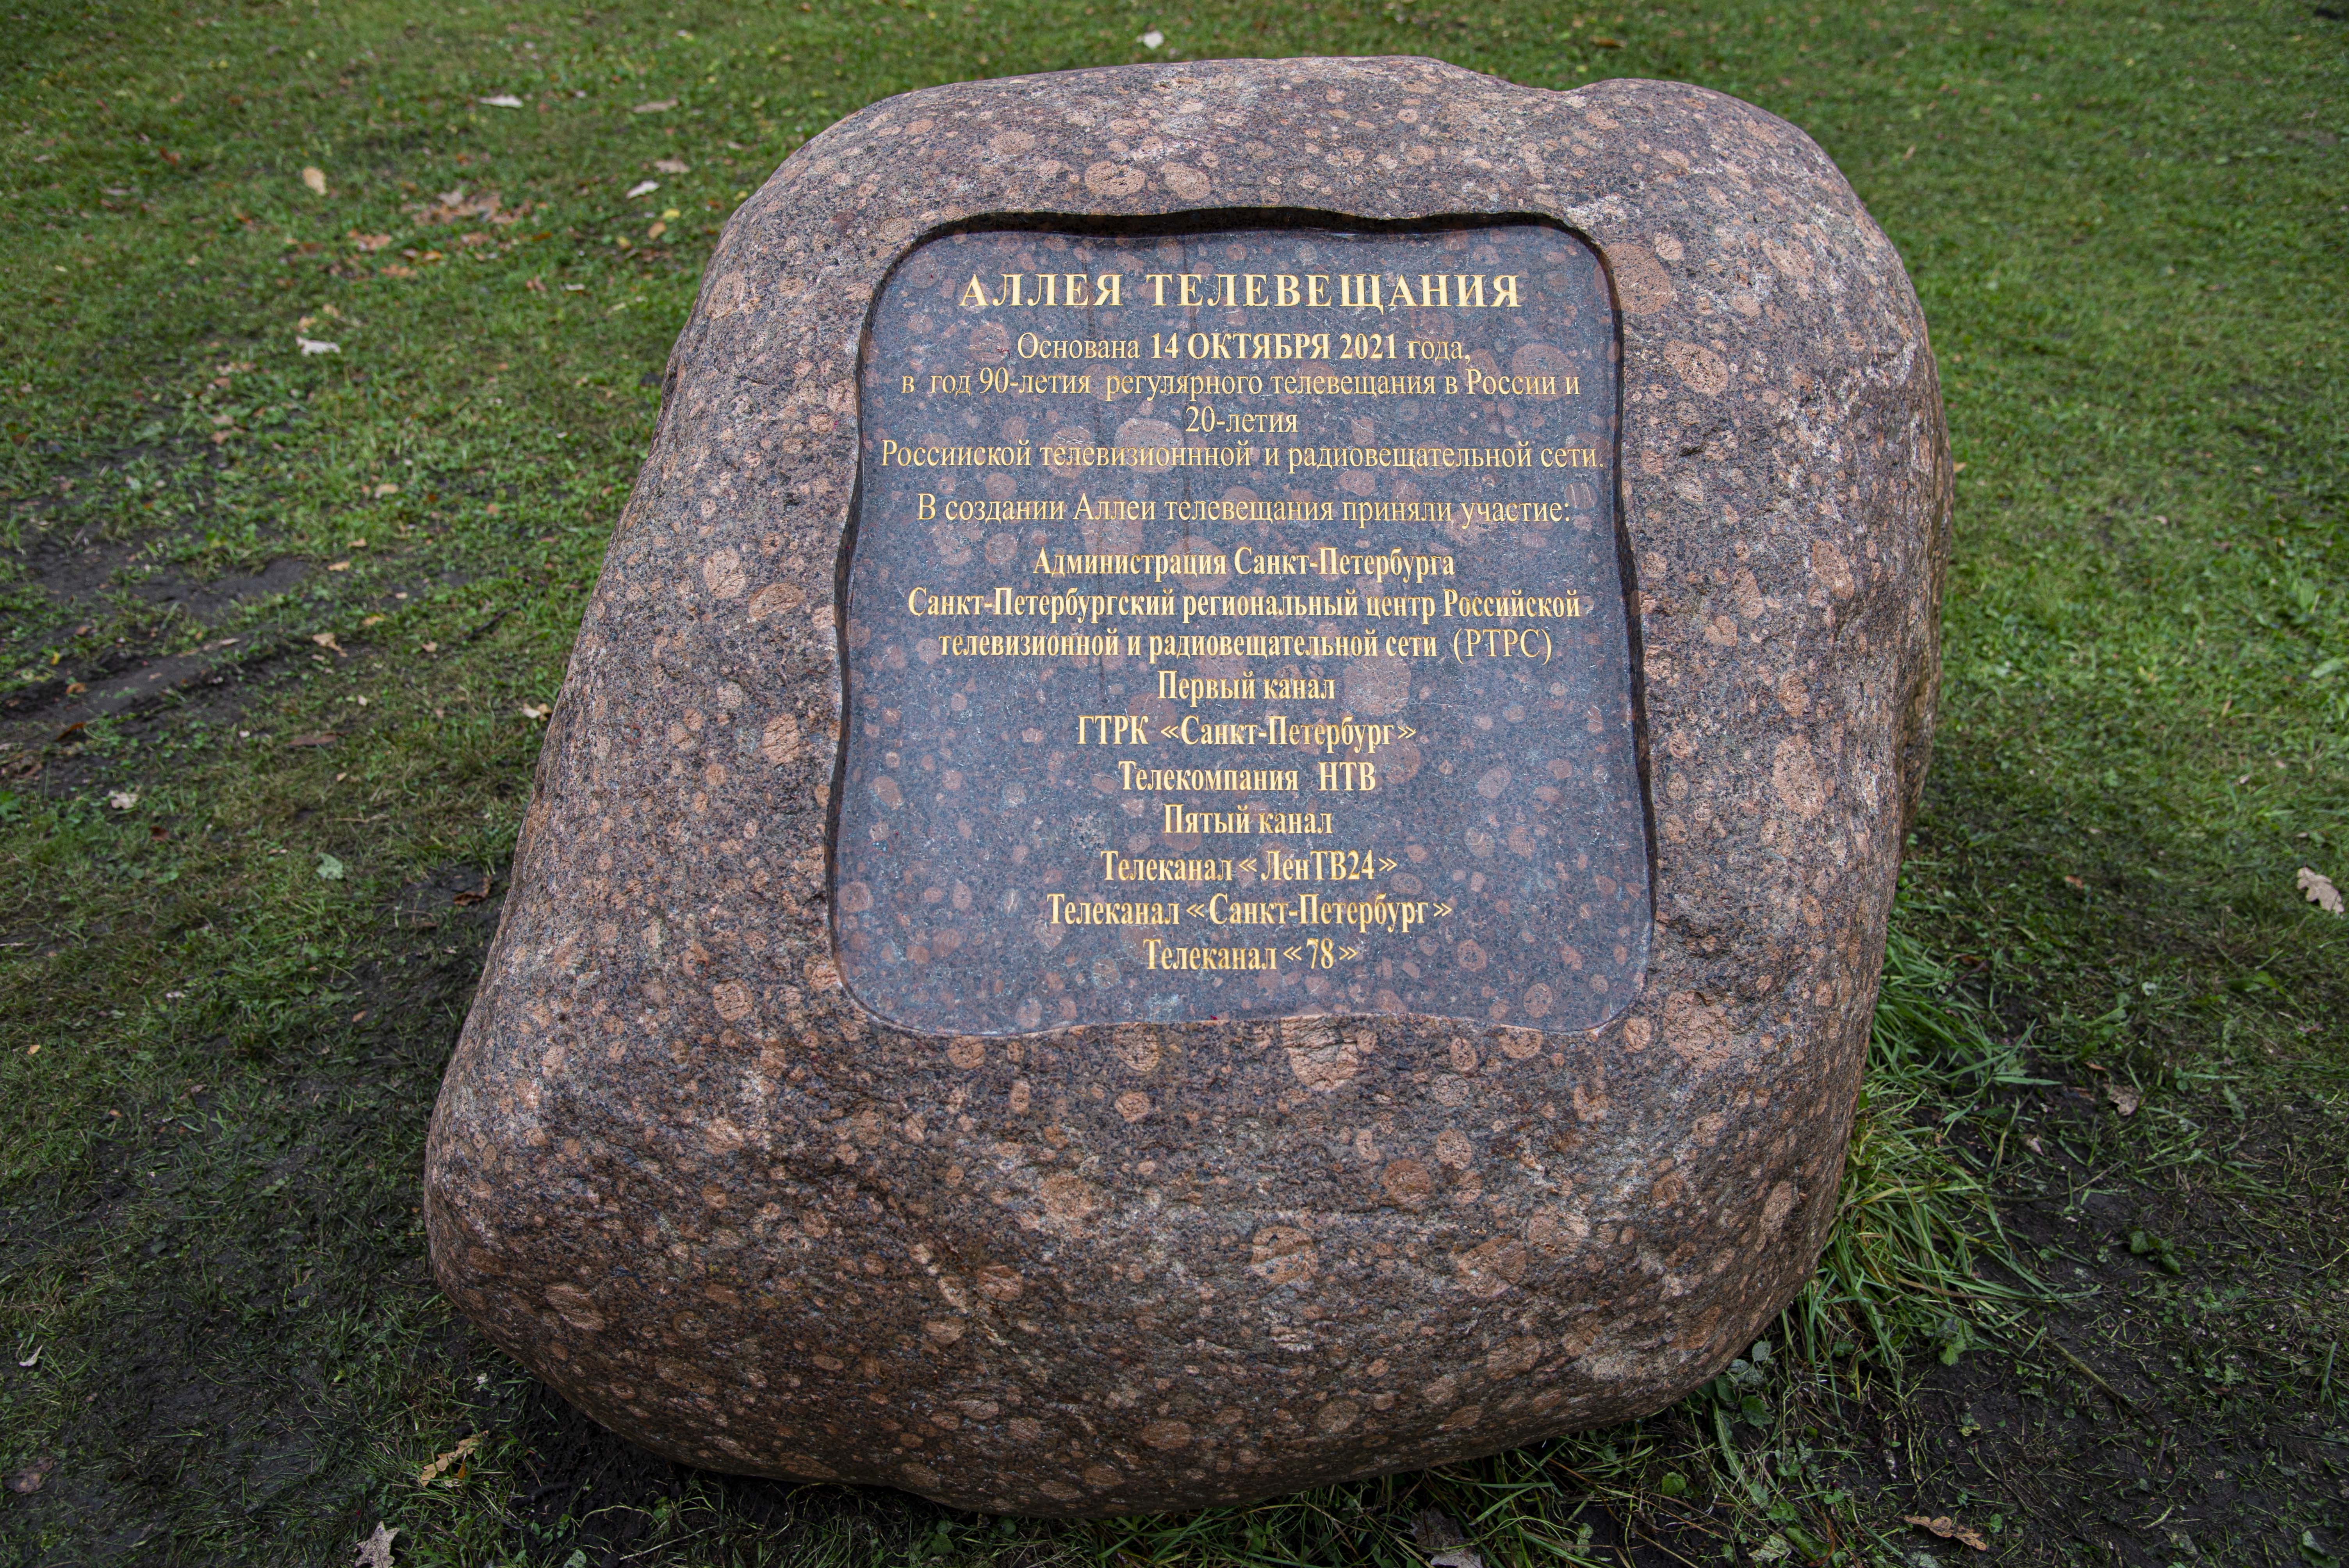 АЛЛЕЯ ТЕЛЕВЕЩАНИЯ
Основана 14 ОКТЯБРЯ 2021 года,
в год 90-летия регулярного телевещания в России и
20-летия
Россииской телевизионнной и радиовещательной сети.
В создании Аллеи телевещания приняли участие:
Администрация Санкт-Петербурга
Санкт-Петербургский региональный центр Российской
телевизионной и радиовещательной сети (РТРС)
Первый канал
ГТРК «Санкт-Петербург»
Телекомпания НТВ
Пятый канал
Телеканал «ЛенТВ24»
Телеканал «Санкт-Петербург»
Телеканал «78»